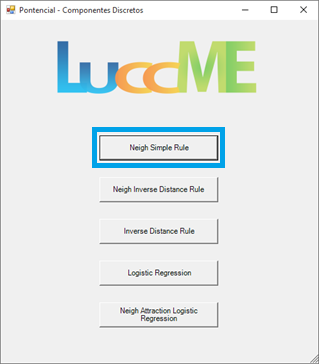 Pontencial - Componentes Discretos
LuccME
Neigh Simple Rule
Neigh Inverse Distance Rule
Inverse Distance Rule
Logistic Regression
Neigh Attraction Logistic
Regression